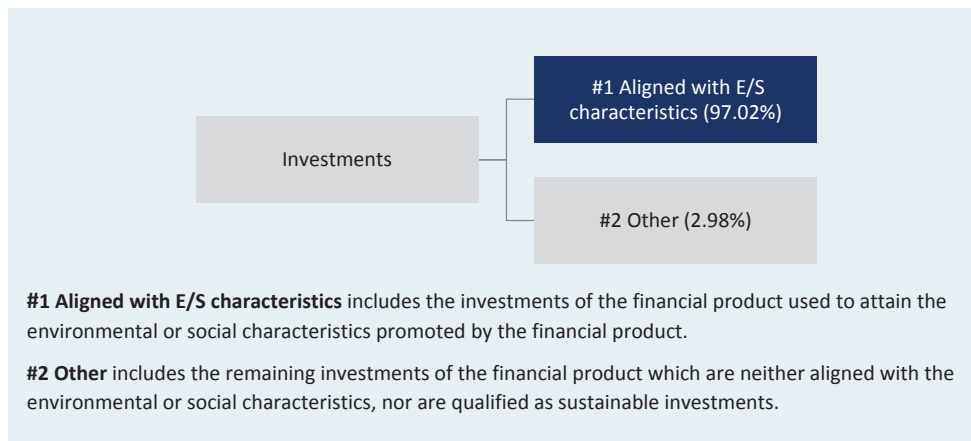 #1 Aligned with E/S
characteristics (97.02%)
Investments
#2 Other (2.98%)
#1 Aligned with E/S characteristics includes the investments of the financial product used to attain the
environmental or social characteristics promoted by the financial product.
#2 Other includes the remaining investments of the financial product which are neither aligned with the
environmental or social characteristics, nor are qualified as sustainable investments.